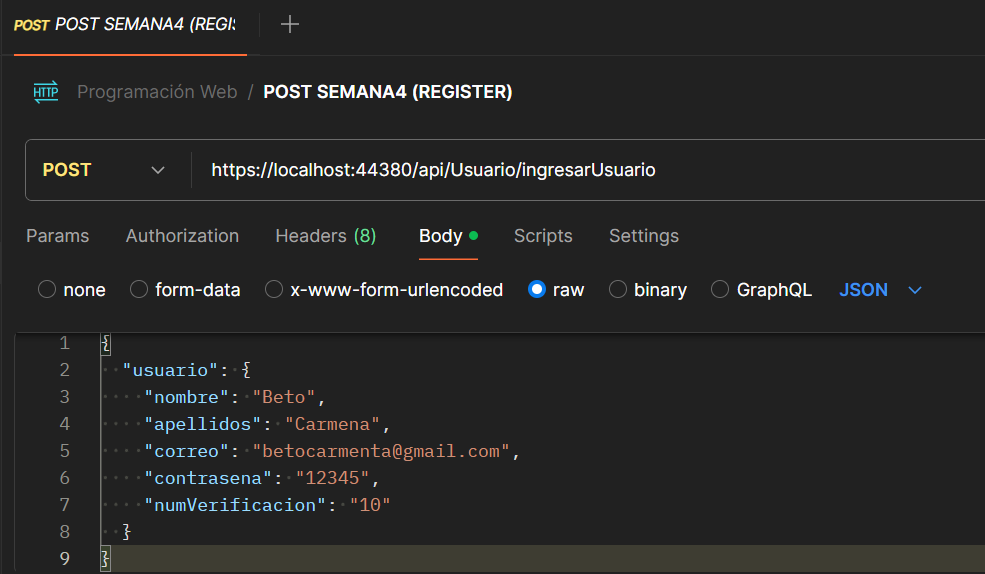 POST POST SEMANA4 (REGIS
HTTP Programación Web / POST SEMANA4 (REGISTER)
POST https://localhost:44380/api/Usuario/ingresarUsuario
Params Authorization Headers (8) Body Scripts Settings
none form-data x-www-form-urlencoded raw binary GraphQL JSON
1 {
2 "usuario": {
3 "nombre": "Beto",
4 "apellidos": "Carmena",
5 "correo": "betocarmenta@gmail.com",
6 "contrasena": "12345",
7 "numVerificacion": "10"
8 }
9 }